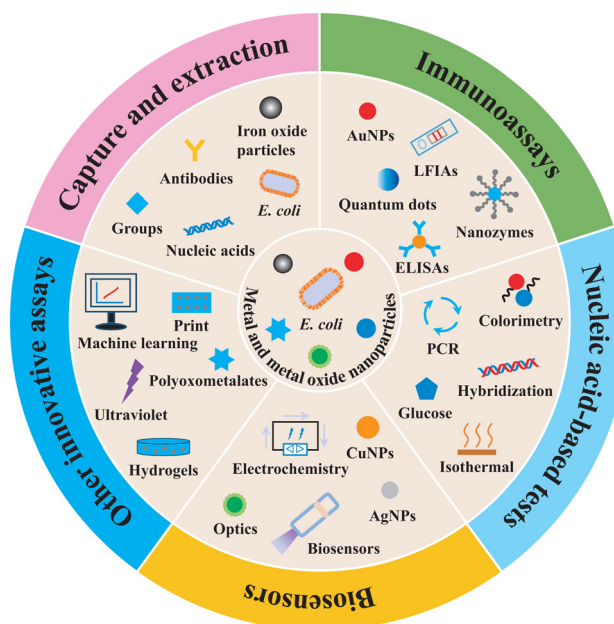 Capture and extraction
Iron oxide
particles
Antibodies
E. coli
Groups
Nucleic acids
Immunoassays
AuNPs
LFIAs
Quantum dots
Nanozymes
ELISAs
Nucleic acid-based tests
Colorimetry
PCR
Hybridization
Glucose
Isothermal
Biosensors
Electrochemistry
CuNPs
Optics
AgNPs
Biosensors
Other innovative assays
Machine learning
Print
Polyoxometalates
Ultraviolet
Hydrogels
E. coli
Metal and metal oxide nanoparticles